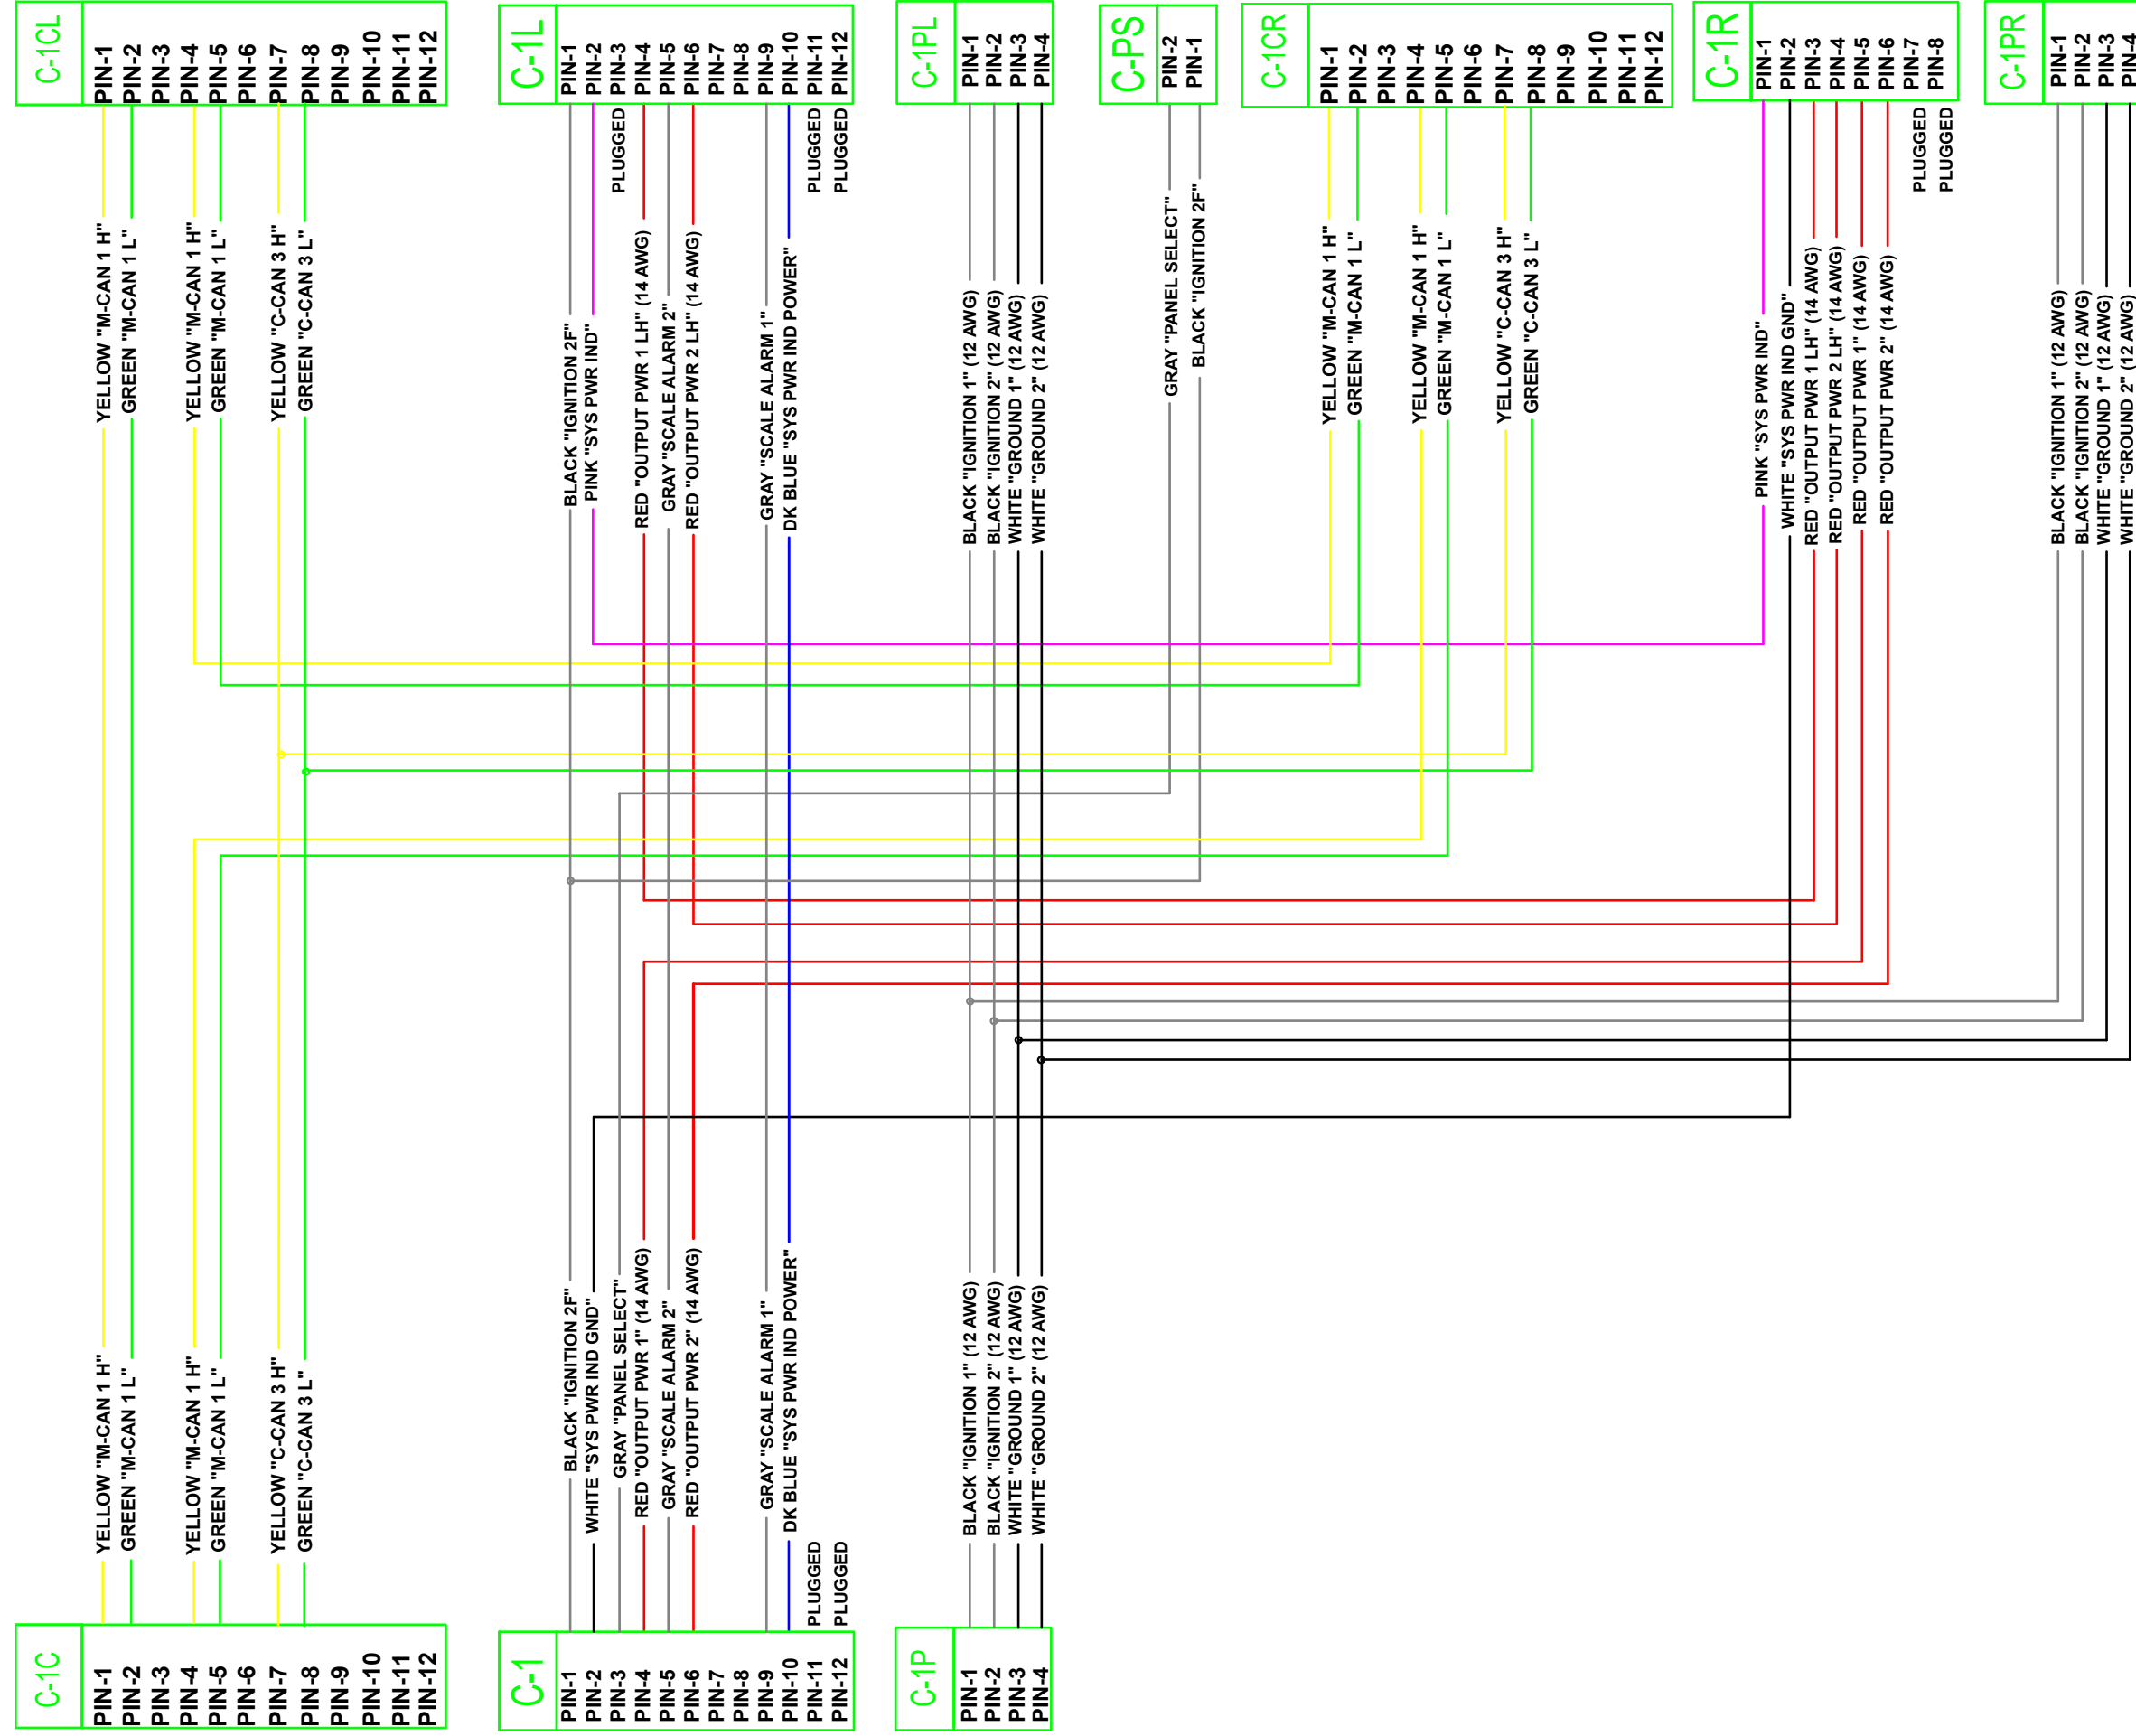 C-1CL
PIN-1
PIN-2
PIN-3
PIN-4
PIN-5
PIN-6
PIN-7
PIN-8
PIN-9
PIN-10
PIN-11
PIN-12
YELLOW "M-CAN 1 H"
GREEN "M-CAN 1 L"
YELLOW "M-CAN 1 H"
GREEN "M-CAN 1 L"
YELLOW "C-CAN 3 H"
GREEN "C-CAN 3 L"
C-1L
PIN-1
PIN-2
PIN-3
PIN-4
PIN-5
PIN-6
PIN-7
PIN-8
PIN-9
PIN-10
PIN-11
PIN-12
BLACK "IGNITION 2F"
PINK "SYS PWR IND"
PLUGGED
RED "OUTPUT PWR 1 LH" (14 AWG)
GRAY "SCALE ALARM 2"
RED "OUTPUT PWR 2 LH" (14 AWG)
GRAY "SCALE ALARM 1"
DK BLUE "SYS PWR IND POWER"
PLUGGED
PLUGGED
C-1PL
PIN-1
PIN-2
PIN-3
PIN-4
BLACK "IGNITION 1" (12 AWG)
BLACK "IGNITION 2" (12 AWG)
WHITE "GROUND 1" (12 AWG)
WHITE "GROUND 2" (12 AWG)
C-PS
PIN-2
PIN-1
GRAY "PANEL SELECT"
BLACK "IGNITION 2F"
C-1CR
PIN-1
PIN-2
PIN-3
PIN-4
PIN-5
PIN-6
PIN-7
PIN-8
PIN-9
PIN-10
PIN-11
PIN-12
YELLOW "M-CAN 1 H"
GREEN "M-CAN 1 L"
YELLOW "M-CAN 1 H"
GREEN "M-CAN 1 L"
YELLOW "C-CAN 3 H"
GREEN "C-CAN 3 L"
C-1R
PIN-1
PIN-2
PIN-3
PIN-4
PIN-5
PIN-6
PIN-7
PIN-8
PINK "SYS PWR IND"
WHITE "SYS PWR IND GND"
RED "OUTPUT PWR 1 LH" (14 AWG)
RED "OUTPUT PWR 2 LH" (14 AWG)
RED "OUTPUT PWR 1" (14 AWG)
RED "OUTPUT PWR 2" (14 AWG)
PLUGGED
PLUGGED
C-1PR
PIN-1
PIN-2
PIN-3
PIN-4
BLACK "IGNITION 1" (12 AWG)
BLACK "IGNITION 2" (12 AWG)
WHITE "GROUND 1" (12 AWG)
WHITE "GROUND 2" (12 AWG)
C-1C
PIN-1
PIN-2
PIN-3
PIN-4
PIN-5
PIN-6
PIN-7
PIN-8
PIN-9
PIN-10
PIN-11
PIN-12
YELLOW "M-CAN 1 H"
GREEN "M-CAN 1 L"
YELLOW "M-CAN 1 H"
GREEN "M-CAN 1 L"
YELLOW "C-CAN 3 H"
GREEN "C-CAN 3 L"
C-1
PIN-1
PIN-2
PIN-3
PIN-4
PIN-5
PIN-6
PIN-7
PIN-8
PIN-9
PIN-10
PIN-11
PIN-12
BLACK "IGNITION 2F"
WHITE "SYS PWR IND GND"
GRAY "PANEL SELECT"
RED "OUTPUT PWR 1" (14 AWG)
GRAY "SCALE ALARM 2"
RED "OUTPUT PWR 2" (14 AWG)
GRAY "SCALE ALARM 1"
DK BLUE "SYS PWR IND POWER"
PLUGGED
PLUGGED
C-1P
PIN-1
PIN-2
PIN-3
PIN-4
BLACK "IGNITION 1" (12 AWG)
BLACK "IGNITION 2" (12 AWG)
WHITE "GROUND 1" (12 AWG)
WHITE "GROUND 2" (12 AWG)